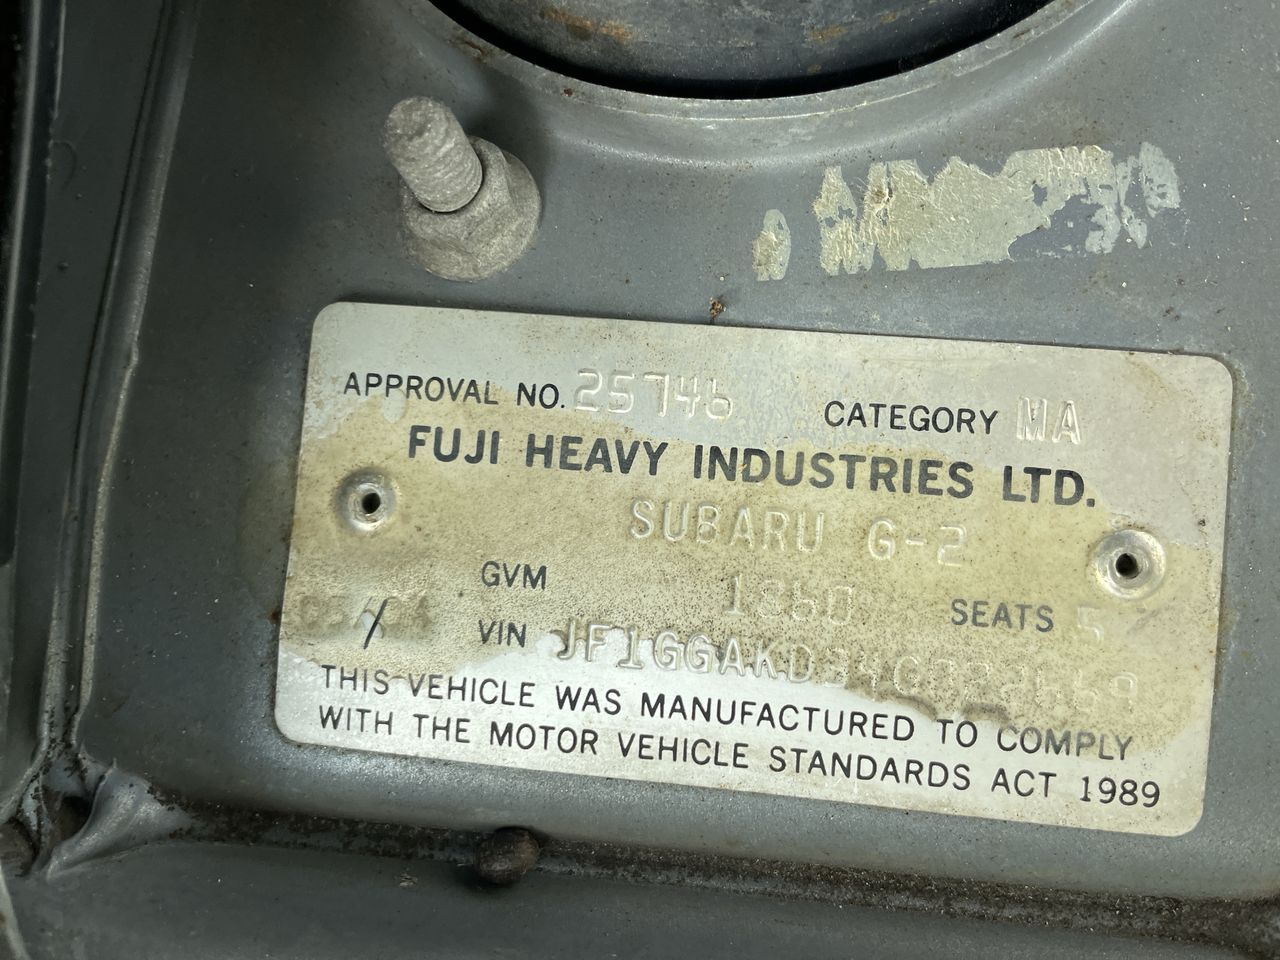 APPROVAL NO. 25746 CATEGORY MA
FUJI HEAVY INDUSTRIES LTD.
SUBARU G-2
GVM 1860 SEATS 5
VIN
THIS VEHICLE WAS MANUFACTURED TO COMPLY
WITH THE MOTOR VEHICLE STANDARDS ACT 1989